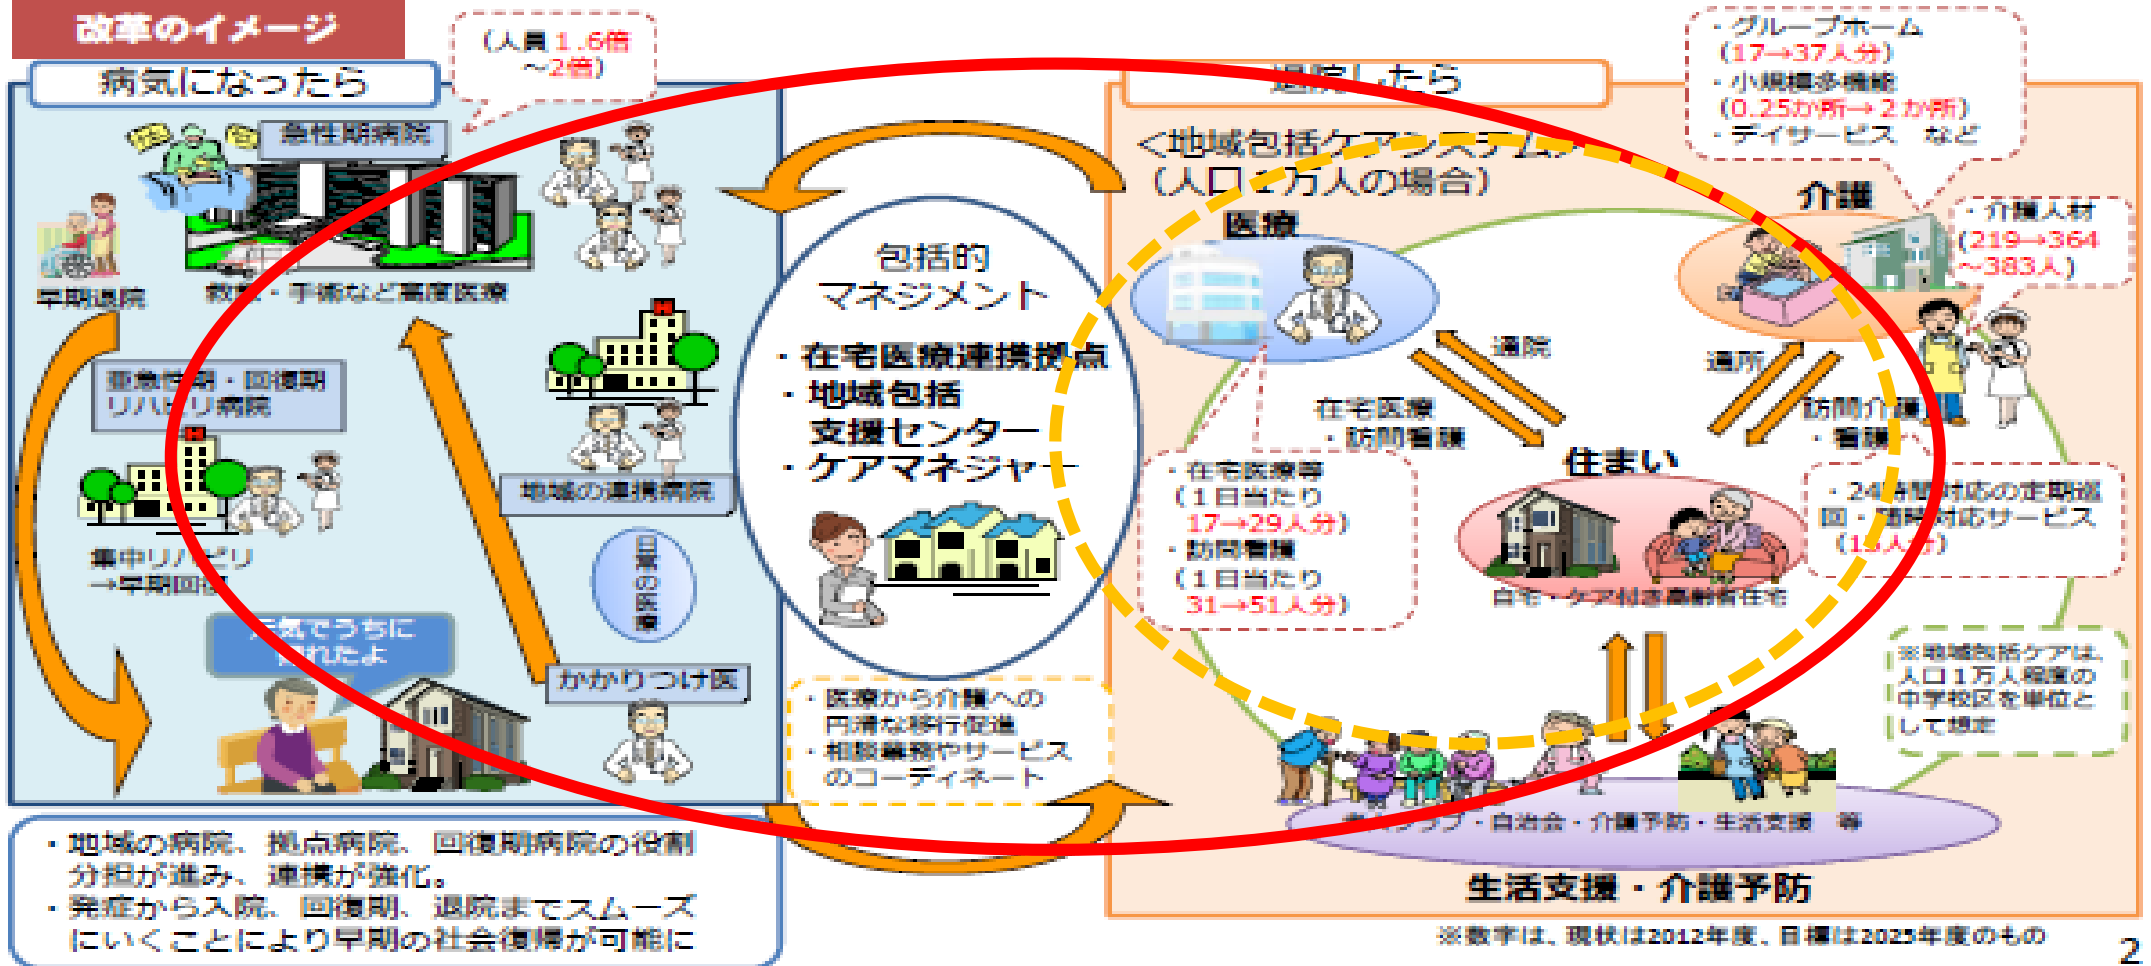 改革のイメージ
病気になったら
(人員1.6倍
～2倍)
急性期病院
早期退院
救急・手術など高度医療
亜急性期・回復期
リハビリ病院
集中リハビリ
→早期回復
地域の連携病院
日常の医療
元気でうちに
帰れたよ
かかりつけ医
・地域の病院、拠点病院、回復期病院の役割
分担が進み、連携が強化。
・発症から入院、回復期、退院までスムーズ
にいくことにより早期の社会復帰が可能に
包括的
マネジメント
・在宅医療連携拠点
・地域包括
支援センター
・ケアマネジャー
・医療から介護への
円滑な移行促進
・相談業務やサービス
のコーディネート
退院したら
<地域包括ケアシステム>
(人口1万人の場合)
医療
介護
・グループホーム
(17→37人分)
・小規模多機能
(0.25か所→2か所)
・デイサービス など
・介護人材
(219→364
～383人)
通院
在宅医療
・訪問看護
通所
訪問介護
・看護
・在宅医療等
(1日当たり
17→29人分)
・訪問看護
(1日当たり
31→51人分)
住まい
自宅・ケア付き高齢者住宅
・24時間対応の定期巡
回・随時対応サービス
(15人分)
※地域包括ケアは、
人口1万人程度の
中学校区を単位と
して想定
老人クラブ・自治会・介護予防・生活支援 等
生活支援・介護予防
※数字は、現状は2012年度、目標は2025年度のもの
2